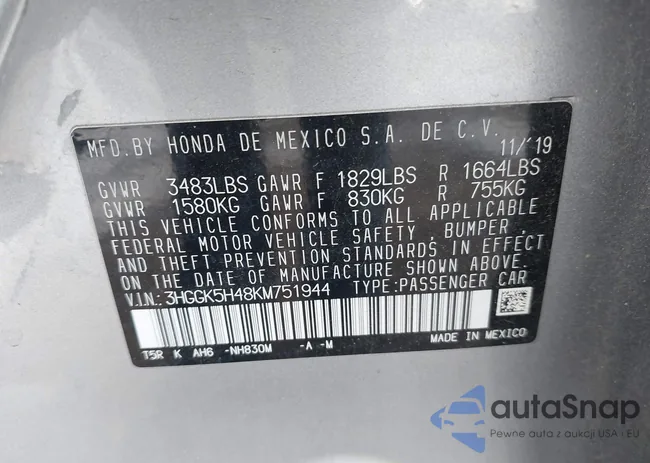 MFD. BY HONDA DE MEXICO S.A. DE C.V.
11/'19
GVWR 3483LBS GAWR F 1829LBS R 1664LBS
GVWR 1580KG GAWR F 830KG R 755KG
THIS VEHICLE CONFORMS TO ALL APPLICABLE
FEDERAL MOTOR VEHICLE SAFETY, BUMPER,
AND THEFT PREVENTION STANDARDS IN EFFECT
ON THE DATE OF MANUFACTURE SHOWN ABOVE.
V.I.N.: 3HGGK5H48KM751944 TYPE:PASSENGER CAR
T5R K AH6 -NH830M -A -M MADE IN MEXICO
autaSnap
Pewne auta z aukcji USA i EU